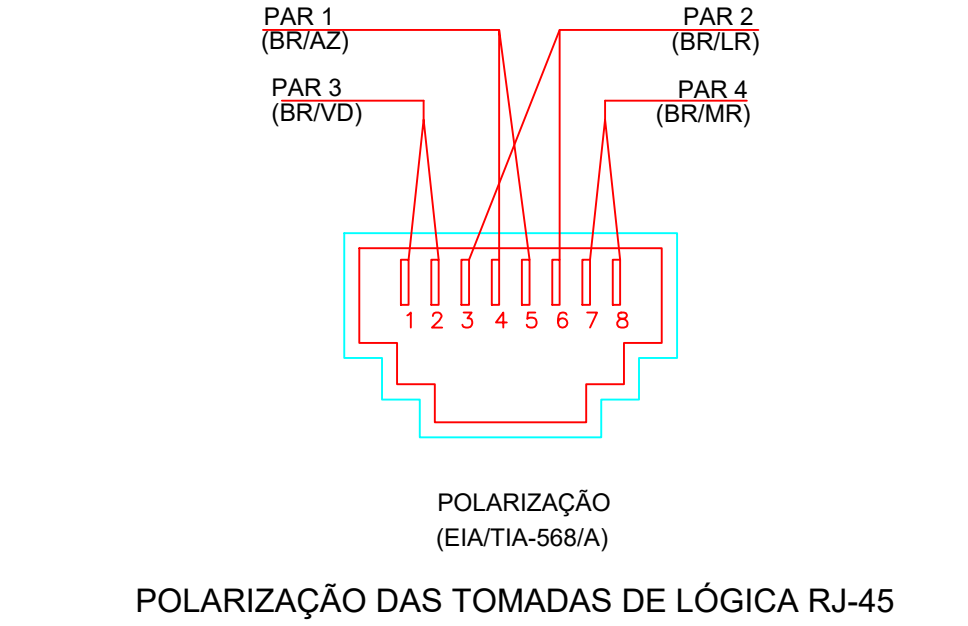 PAR 1
(BR/AZ)
PAR 2
(BR/LR)
PAR 3
(BR/VD)
PAR 4
(BR/MR)
1 2 3 4 5 6 7 8
POLARIZAÇÃO
(EIA/TIA-568/A)
POLARIZAÇÃO DAS TOMADAS DE LÓGICA RJ-45